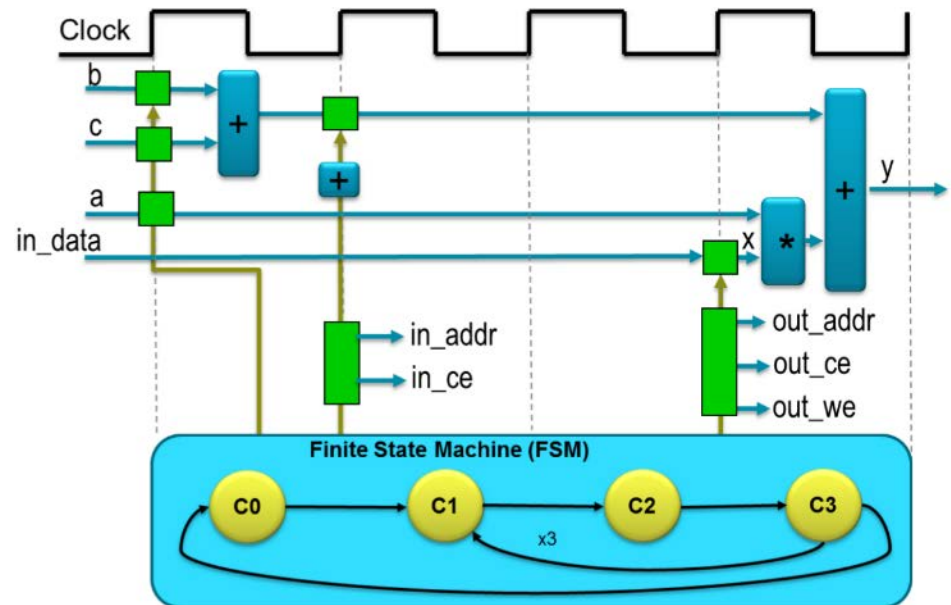 Clock
b
c
+
+
a
in_data
x
*
+
y
in_addr
in_ce
out_addr
out_ce
out_we
Finite State Machine (FSM)
C0
C1
C2
C3
x3